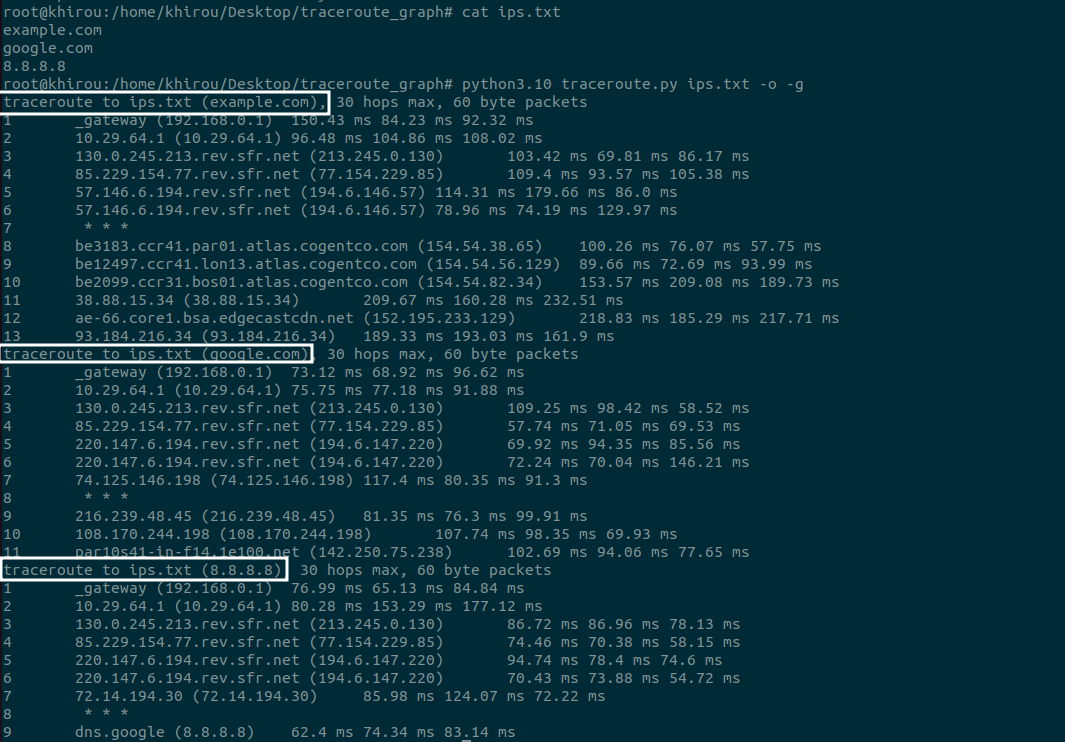 root@khirou:/home/khirou/Desktop/traceroute_graph# cat ips.txt
example.com
google.com
8.8.8.8
root@khirou:/home/khirou/Desktop/traceroute_graph# python3.10 traceroute.py ips.txt -o -g
traceroute to ips.txt (example.com), 30 hops max, 60 byte packets
1 _gateway (192.168.0.1) 150.43 ms 84.23 ms 92.32 ms
2 10.29.64.1 (10.29.64.1) 96.48 ms 104.86 ms 108.02 ms
3 130.0.245.213.rev.sfr.net (213.245.0.130) 103.42 ms 69.81 ms 86.17 ms
4 85.229.154.77.rev.sfr.net (77.154.229.85) 109.4 ms 93.57 ms 105.38 ms
5 57.146.6.194.rev.sfr.net (194.6.146.57) 114.31 ms 179.66 ms 86.0 ms
6 57.146.6.194.rev.sfr.net (194.6.146.57) 78.96 ms 74.19 ms 129.97 ms
7 * * *
8 be3183.ccr41.par01.atlas.cogentco.com (154.54.38.65) 100.26 ms 76.07 ms 57.75 ms
9 be12497.ccr41.lon13.atlas.cogentco.com (154.54.56.129) 89.66 ms 72.69 ms 93.99 ms
10 be2099.ccr31.bos01.atlas.cogentco.com (154.54.82.34) 153.57 ms 209.08 ms 189.73 ms
11 38.88.15.34 (38.88.15.34) 209.67 ms 160.28 ms 232.51 ms
12 ae-66.core1.bsa.edgecastcdn.net (152.195.233.129) 218.83 ms 185.29 ms 217.71 ms
13 93.184.216.34 (93.184.216.34) 189.33 ms 193.03 ms 161.9 ms
traceroute to ips.txt (google.com), 30 hops max, 60 byte packets
1 _gateway (192.168.0.1) 73.12 ms 68.92 ms 96.62 ms
2 10.29.64.1 (10.29.64.1) 75.75 ms 77.18 ms 91.88 ms
3 130.0.245.213.rev.sfr.net (213.245.0.130) 109.25 ms 98.42 ms 58.52 ms
4 85.229.154.77.rev.sfr.net (77.154.229.85) 57.74 ms 71.05 ms 69.53 ms
5 220.147.6.194.rev.sfr.net (194.6.147.220) 69.92 ms 94.35 ms 85.56 ms
6 220.147.6.194.rev.sfr.net (194.6.147.220) 72.24 ms 70.04 ms 146.21 ms
7 74.125.146.198 (74.125.146.198) 117.4 ms 80.35 ms 91.3 ms
8 * * *
9 216.239.48.45 (216.239.48.45) 81.35 ms 76.3 ms 99.91 ms
10 108.170.244.198 (108.170.244.198) 107.74 ms 98.35 ms 69.93 ms
11 par10s41-in-f14.1e100.net (142.250.75.238) 102.69 ms 94.06 ms 77.65 ms
traceroute to ips.txt (8.8.8.8) 30 hops max, 60 byte packets
1 _gateway (192.168.0.1) 76.99 ms 65.13 ms 84.84 ms
2 10.29.64.1 (10.29.64.1) 80.28 ms 153.29 ms 177.12 ms
3 130.0.245.213.rev.sfr.net (213.245.0.130) 86.72 ms 86.96 ms 78.13 ms
4 85.229.154.77.rev.sfr.net (77.154.229.85) 74.46 ms 70.38 ms 58.15 ms
5 220.147.6.194.rev.sfr.net (194.6.147.220) 94.74 ms 78.4 ms 74.6 ms
6 220.147.6.194.rev.sfr.net (194.6.147.220) 70.43 ms 73.88 ms 54.72 ms
7 72.14.194.30 (72.14.194.30) 85.98 ms 124.07 ms 72.22 ms
8 * * *
9 dns.google (8.8.8.8) 62.4 ms 74.34 ms 83.14 ms